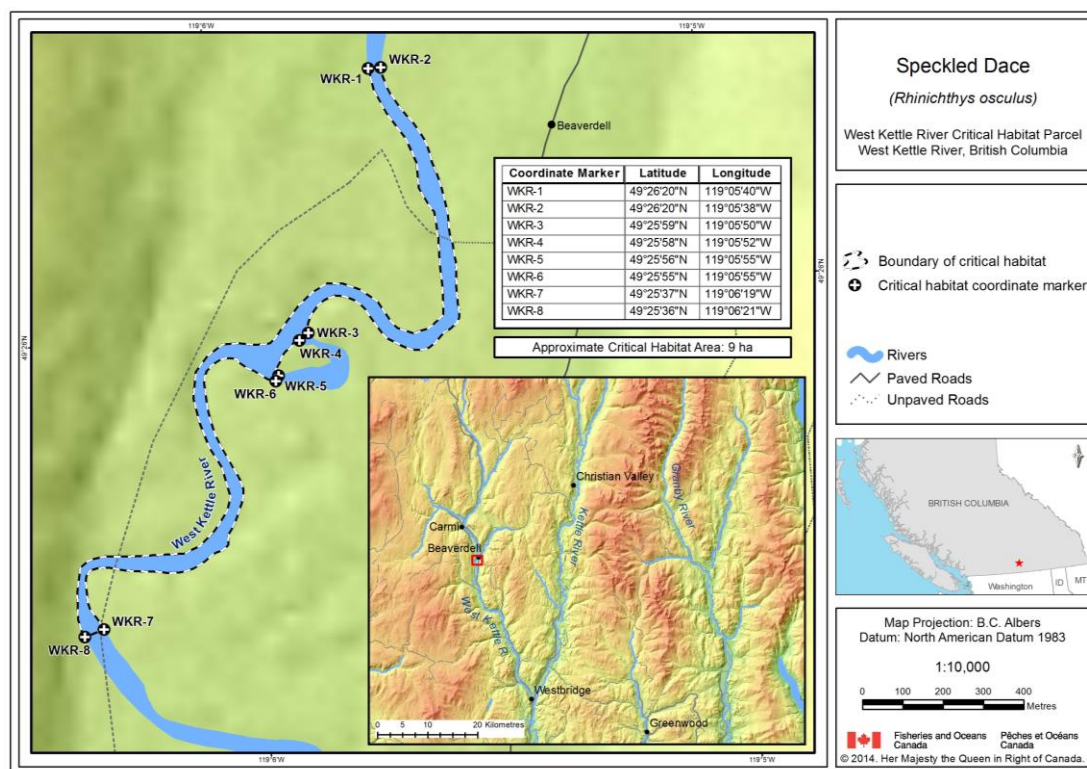 119°6'W
119°5'W
WKR-2
WKR-1
Beaverdell
Coordinate Marker Latitude Longitude
WKR-1 49°26'20"N 119°05'40"W
WKR-2 49°26'20"N 119°05'38"W
WKR-3 49°25'59"N 119°05'50"W
WKR-4 49°25'58"N 119°05'52"W
WKR-5 49°25'56"N 119°05'55"W
WKR-6 49°25'55"N 119°05'55"W
WKR-7 49°25'37"N 119°06'19"W
WKR-8 49°25'36"N 119°06'21"W
Approximate Critical Habitat Area: 9 ha
49°26'N
49°26'N
WKR-3
WKR-4
WKR-5
WKR-6
West Kettle River
WKR-7
WKR-8
Christian Valley
Granby River
Kettle River
Carmi
Beaverdell
West Kettle R.
Westbridge
Greenwood
0 5 10 20 Kilometres
119°6'W
119°5'W
Speckled Dace
(Rhinichthys osculus)
West Kettle River Critical Habitat Parcel
West Kettle River, British Columbia
Boundary of critical habitat
Critical habitat coordinate marker
Rivers
Paved Roads
Unpaved Roads
BRITISH COLUMBIA
Washington
ID
MT
Map Projection: B.C. Albers
Datum: North American Datum 1983
1:10,000
0 100 200 300 400
Metres
Fisheries and Oceans Pêches et Océans
Canada Canada
© 2014. Her Majesty the Queen in Right of Canada.